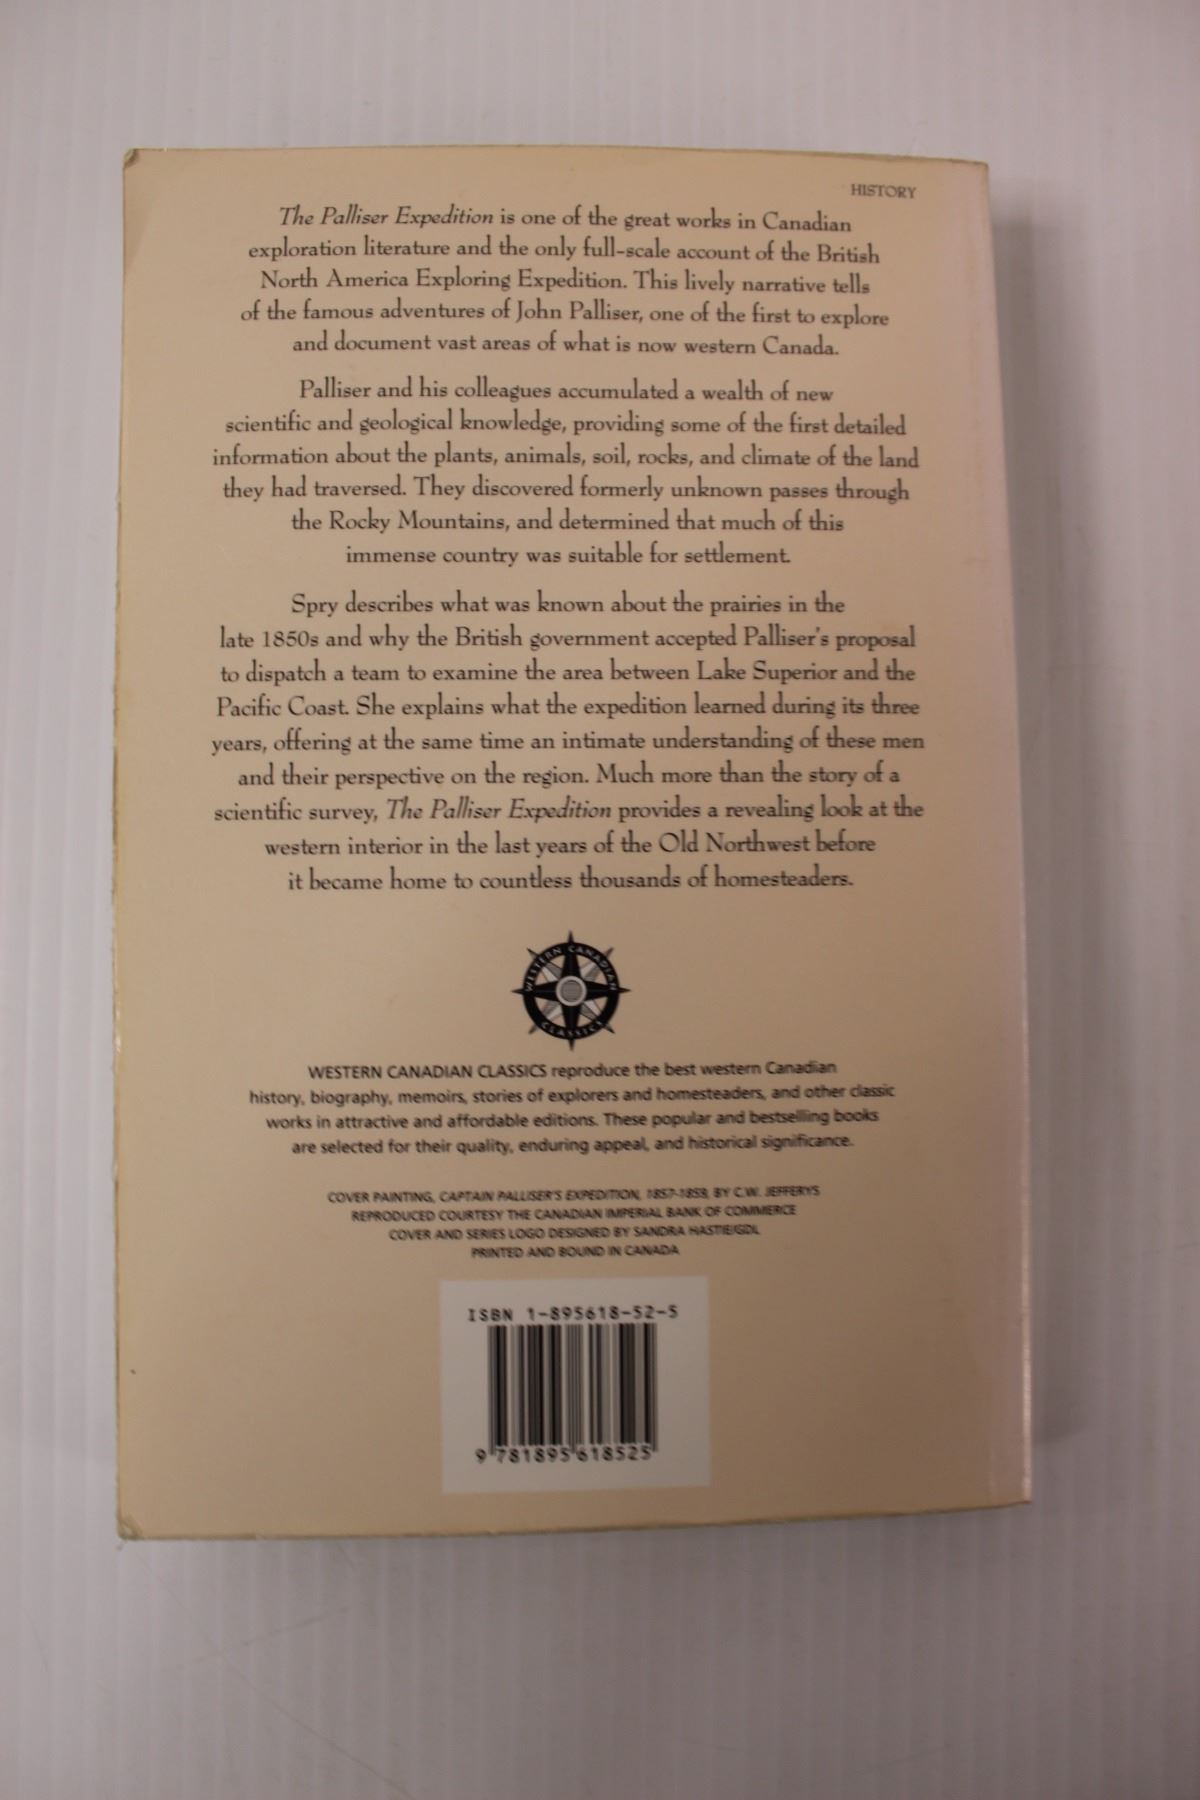 HISTORY
The Palliser Expedition is one of the great works in Canadian
exploration literature and the only full-scale account of the British
North America Exploring Expedition. This lively narrative tells
of the famous adventures of John Palliser, one of the first to explore
and document vast areas of what is now western Canada.
Palliser and his colleagues accumulated a wealth of new
scientific and geological knowledge, providing some of the first detailed
information about the plants, animals, soil, rocks, and climate of the land
they had traversed. They discovered formerly unknown passes through
the Rocky Mountains, and determined that much of this
immense country was suitable for settlement.
Spry describes what was known about the prairies in the
late 1850s and why the British government accepted Palliser's proposal
to dispatch a team to examine the area between Lake Superior and the
Pacific Coast. She explains what the expedition learned during its three
years, offering at the same time an intimate understanding of these men
and their perspective on the region. Much more than the story of a
scientific survey, The Palliser Expedition provides a revealing look at the
western interior in the last years of the Old Northwest before
it became home to countless thousands of homesteaders.
WESTERN CANADIAN
CLASSICS
WESTERN CANADIAN CLASSICS reproduce the best western Canadian
history, biography, memoirs, stories of explorers and homesteaders, and other classic
works in attractive and affordable editions. These popular and bestselling books
are selected for their quality, enduring appeal, and historical significance.
COVER PAINTING, CAPTAIN PALLISER'S EXPEDITION, 1857-1858, BY C.W. JEFFERYS
REPRODUCED COURTESY THE CANADIAN IMPERIAL BANK OF COMMERCE
COVER AND SERIES LOGO DESIGNED BY SANDRA HASTIE/GDL
PRINTED AND BOUND IN CANADA
ISBN 1-895618-52-5
9 781895 618525